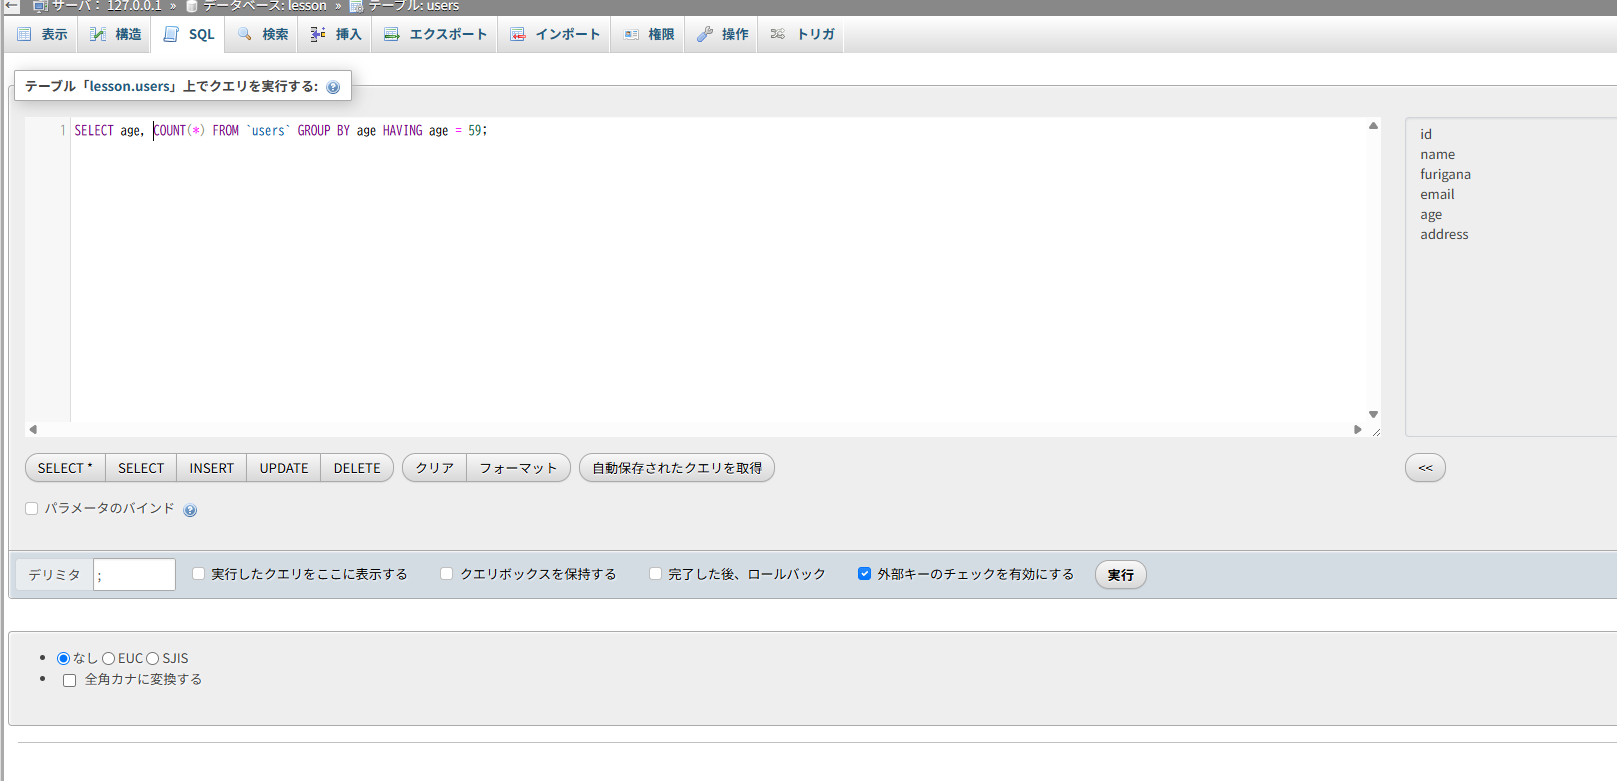 サーバ： 127.0.0.1 » データベース: lesson » テーブル: users
表示 構造 SQL 検索 挿入 エクスポート インポート 権限 操作 トリガ
テーブル「lesson.users」上でクエリを実行する:
1 SELECT age, COUNT(*) FROM `users` GROUP BY age HAVING age = 59;
id
name
furigana
email
age
address
SELECT * SELECT INSERT UPDATE DELETE クリア フォーマット 自動保存されたクエリを取得 <<
パラメータのバインド
デリミタ ; 実行したクエリをここに表示する クエリボックスを保持する 完了した後、ロールバック 外部キーのチェックを有効にする 実行
なし EUC SJIS
全角カナに変換する